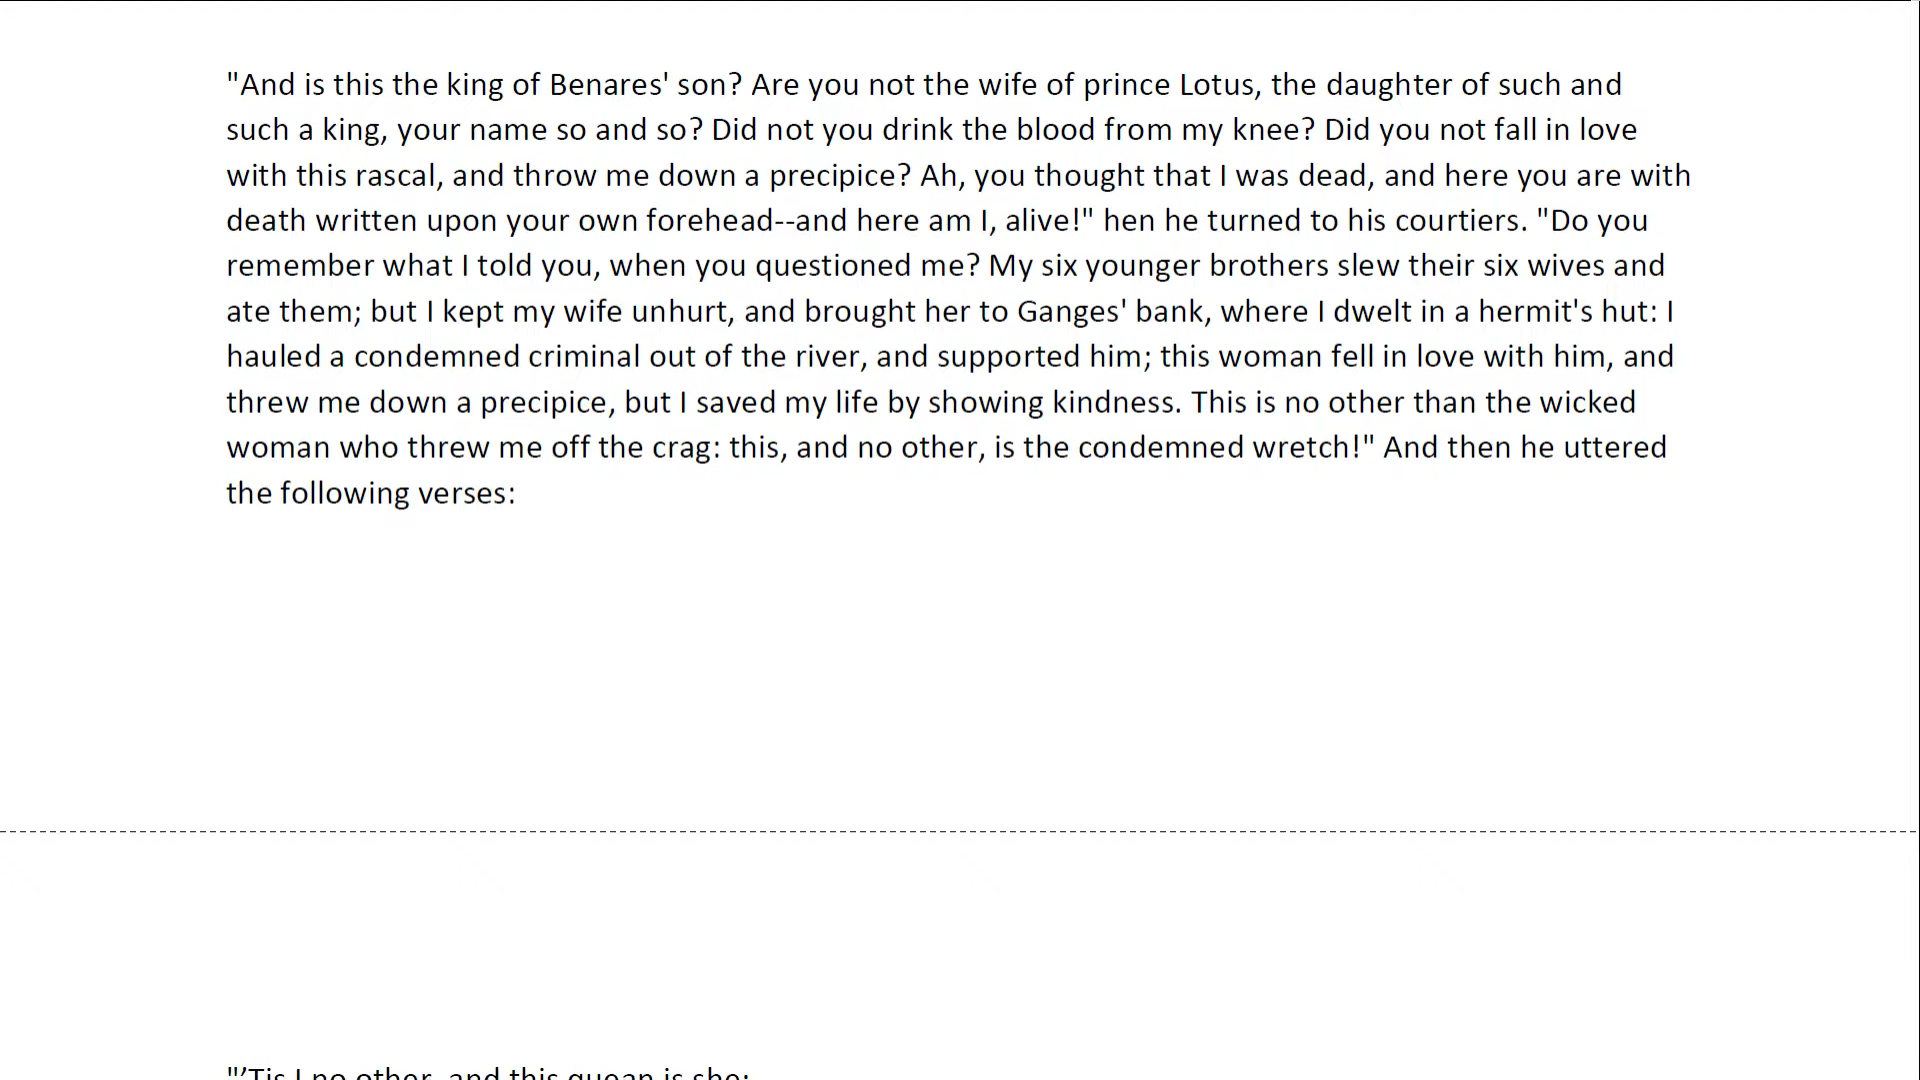 "And is this the king of Benares' son? Are you not the wife of prince Lotus, the daughter of such and
such a king, your name so and so? Did not you drink the blood from my knee? Did you not fall in love
with this rascal, and throw me down a precipice? Ah, you thought that I was dead, and here you are with
death written upon your own forehead--and here am I, alive!" hen he turned to his courtiers. "Do you
remember what I told you, when you questioned me? My six younger brothers slew their six wives and
ate them; but I kept my wife unhurt, and brought her to Ganges' bank, where I dwelt in a hermit's hut: I
hauled a condemned criminal out of the river, and supported him; this woman fell in love with him, and
threw me down a precipice, but I saved my life by showing kindness. This is no other than the wicked
woman who threw me off the crag: this, and no other, is the condemned wretch!" And then he uttered
the following verses:
"’Tis I no other, and this quean is she;